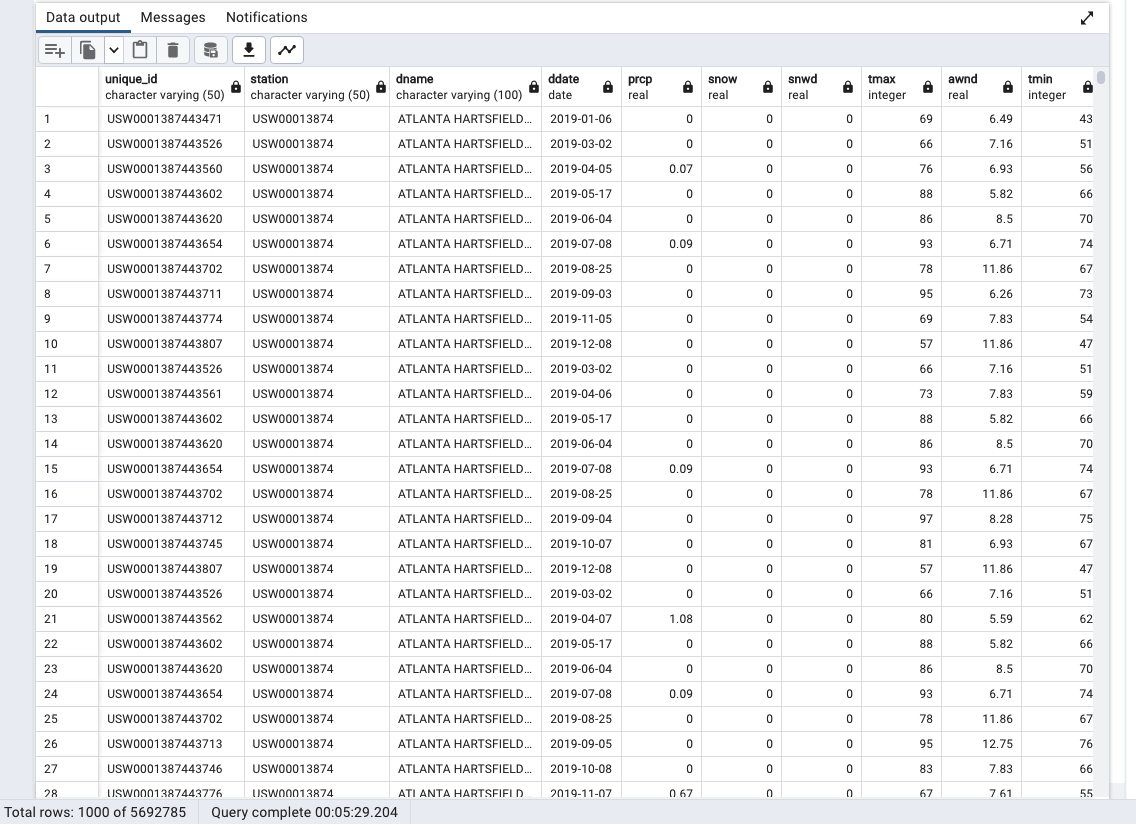 Data output Messages Notifications
unique_id station dname ddate prcp snow snwd tmax awnd tmin
character varying (50) character varying (50) character varying (100) date real real real integer real integer
1 USW0001387443471 USW00013874 ATLANTA HARTSFIELD... 2019-01-06 0 0 0 69 6.49 43
2 USW0001387443526 USW00013874 ATLANTA HARTSFIELD... 2019-03-02 0 0 0 66 7.16 51
3 USW0001387443560 USW00013874 ATLANTA HARTSFIELD... 2019-04-05 0.07 0 0 76 6.93 56
4 USW0001387443602 USW00013874 ATLANTA HARTSFIELD... 2019-05-17 0 0 0 88 5.82 66
5 USW0001387443620 USW00013874 ATLANTA HARTSFIELD... 2019-06-04 0 0 0 86 8.5 70
6 USW0001387443654 USW00013874 ATLANTA HARTSFIELD... 2019-07-08 0.09 0 0 93 6.71 74
7 USW0001387443702 USW00013874 ATLANTA HARTSFIELD... 2019-08-25 0 0 0 78 11.86 67
8 USW0001387443711 USW00013874 ATLANTA HARTSFIELD... 2019-09-03 0 0 0 95 6.26 73
9 USW0001387443774 USW00013874 ATLANTA HARTSFIELD... 2019-11-05 0 0 0 69 7.83 54
10 USW0001387443807 USW00013874 ATLANTA HARTSFIELD... 2019-12-08 0 0 0 57 11.86 47
11 USW0001387443526 USW00013874 ATLANTA HARTSFIELD... 2019-03-02 0 0 0 66 7.16 51
12 USW0001387443561 USW00013874 ATLANTA HARTSFIELD... 2019-04-06 0 0 0 73 7.83 59
13 USW0001387443602 USW00013874 ATLANTA HARTSFIELD... 2019-05-17 0 0 0 88 5.82 66
14 USW0001387443620 USW00013874 ATLANTA HARTSFIELD... 2019-06-04 0 0 0 86 8.5 70
15 USW0001387443654 USW00013874 ATLANTA HARTSFIELD... 2019-07-08 0.09 0 0 93 6.71 74
16 USW0001387443702 USW00013874 ATLANTA HARTSFIELD... 2019-08-25 0 0 0 78 11.86 67
17 USW0001387443712 USW00013874 ATLANTA HARTSFIELD... 2019-09-04 0 0 0 97 8.28 75
18 USW0001387443745 USW00013874 ATLANTA HARTSFIELD... 2019-10-07 0 0 0 81 6.93 67
19 USW0001387443807 USW00013874 ATLANTA HARTSFIELD... 2019-12-08 0 0 0 57 11.86 47
20 USW0001387443526 USW00013874 ATLANTA HARTSFIELD... 2019-03-02 0 0 0 66 7.16 51
21 USW0001387443562 USW00013874 ATLANTA HARTSFIELD... 2019-04-07 1.08 0 0 80 5.59 62
22 USW0001387443602 USW00013874 ATLANTA HARTSFIELD... 2019-05-17 0 0 0 88 5.82 66
23 USW0001387443620 USW00013874 ATLANTA HARTSFIELD... 2019-06-04 0 0 0 86 8.5 70
24 USW0001387443654 USW00013874 ATLANTA HARTSFIELD... 2019-07-08 0.09 0 0 93 6.71 74
25 USW0001387443702 USW00013874 ATLANTA HARTSFIELD... 2019-08-25 0 0 0 78 11.86 67
26 USW0001387443713 USW00013874 ATLANTA HARTSFIELD... 2019-09-05 0 0 0 95 12.75 76
27 USW0001387443746 USW00013874 ATLANTA HARTSFIELD... 2019-10-08 0 0 0 83 7.83 66
28 USW0001387443776 USW00013874 ATLANTA HARTSFIELD... 2019-11-07 0.67 0 0 67 7.61 55
Total rows: 1000 of 5692785 Query complete 00:05:29.204